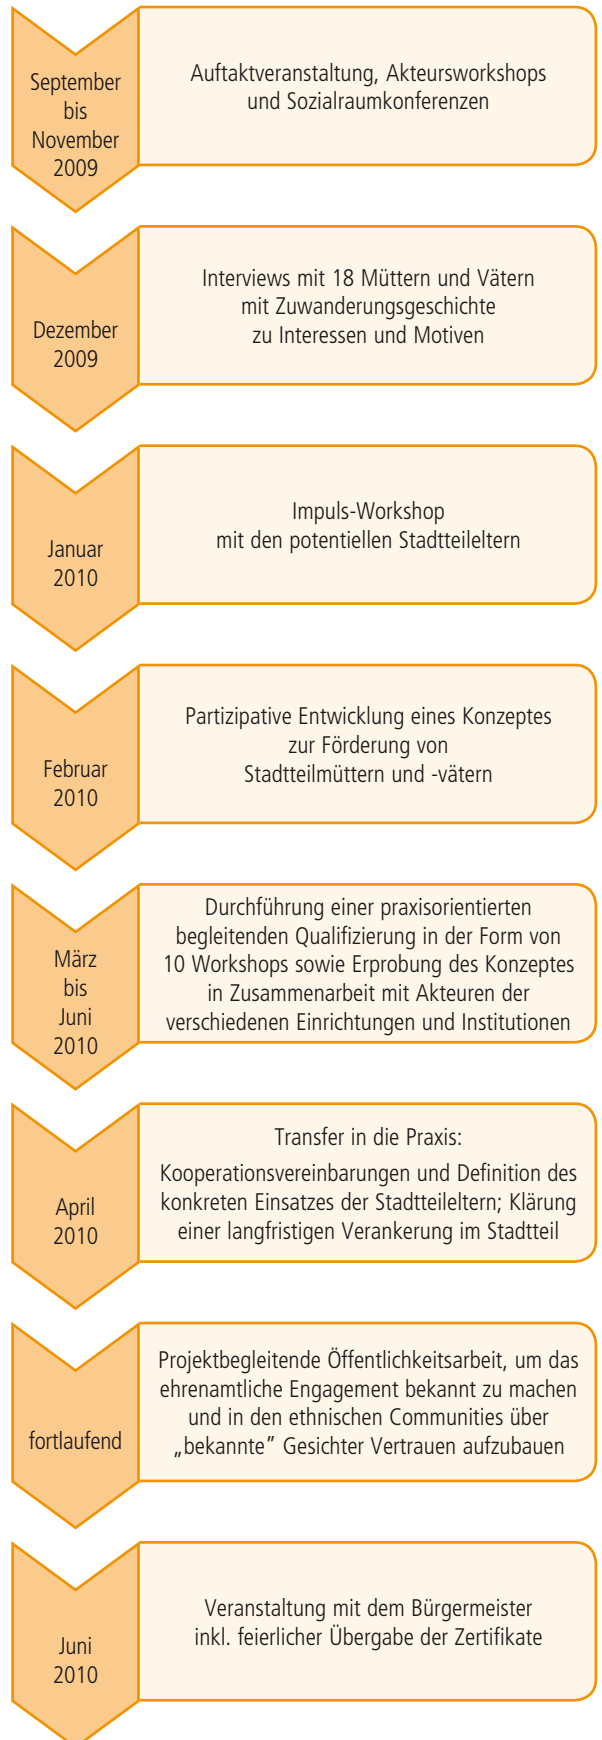 September
bis
November
2009
Auftaktveranstaltung, Akteursworkshops
und Sozialraumkonferenzen
Dezember
2009
Interviews mit 18 Müttern und Vätern
mit Zuwanderungsgeschichte
zu Interessen und Motiven
Januar
2010
Impuls-Workshop
mit den potentiellen Stadtteileltern
Februar
2010
Partizipative Entwicklung eines Konzeptes
zur Förderung von
Stadtteilmüttern und -vätern
März
bis
Juni
2010
Durchführung einer praxisorientierten
begleitenden Qualifizierung in der Form von
10 Workshops sowie Erprobung des Konzeptes
in Zusammenarbeit mit Akteuren der
verschiedenen Einrichtungen und Institutionen
April
2010
Transfer in die Praxis:
Kooperationsvereinbarungen und Definition des
konkreten Einsatzes der Stadtteileltern; Klärung
einer langfristigen Verankerung im Stadtteil
fortlaufend
Projektbegleitende Öffentlichkeitsarbeit, um das
ehrenamtliche Engagement bekannt zu machen
und in den ethnischen Communities über
„bekannte” Gesichter Vertrauen aufzubauen
Juni
2010
Veranstaltung mit dem Bürgermeister
inkl. feierlicher Übergabe der Zertifikate